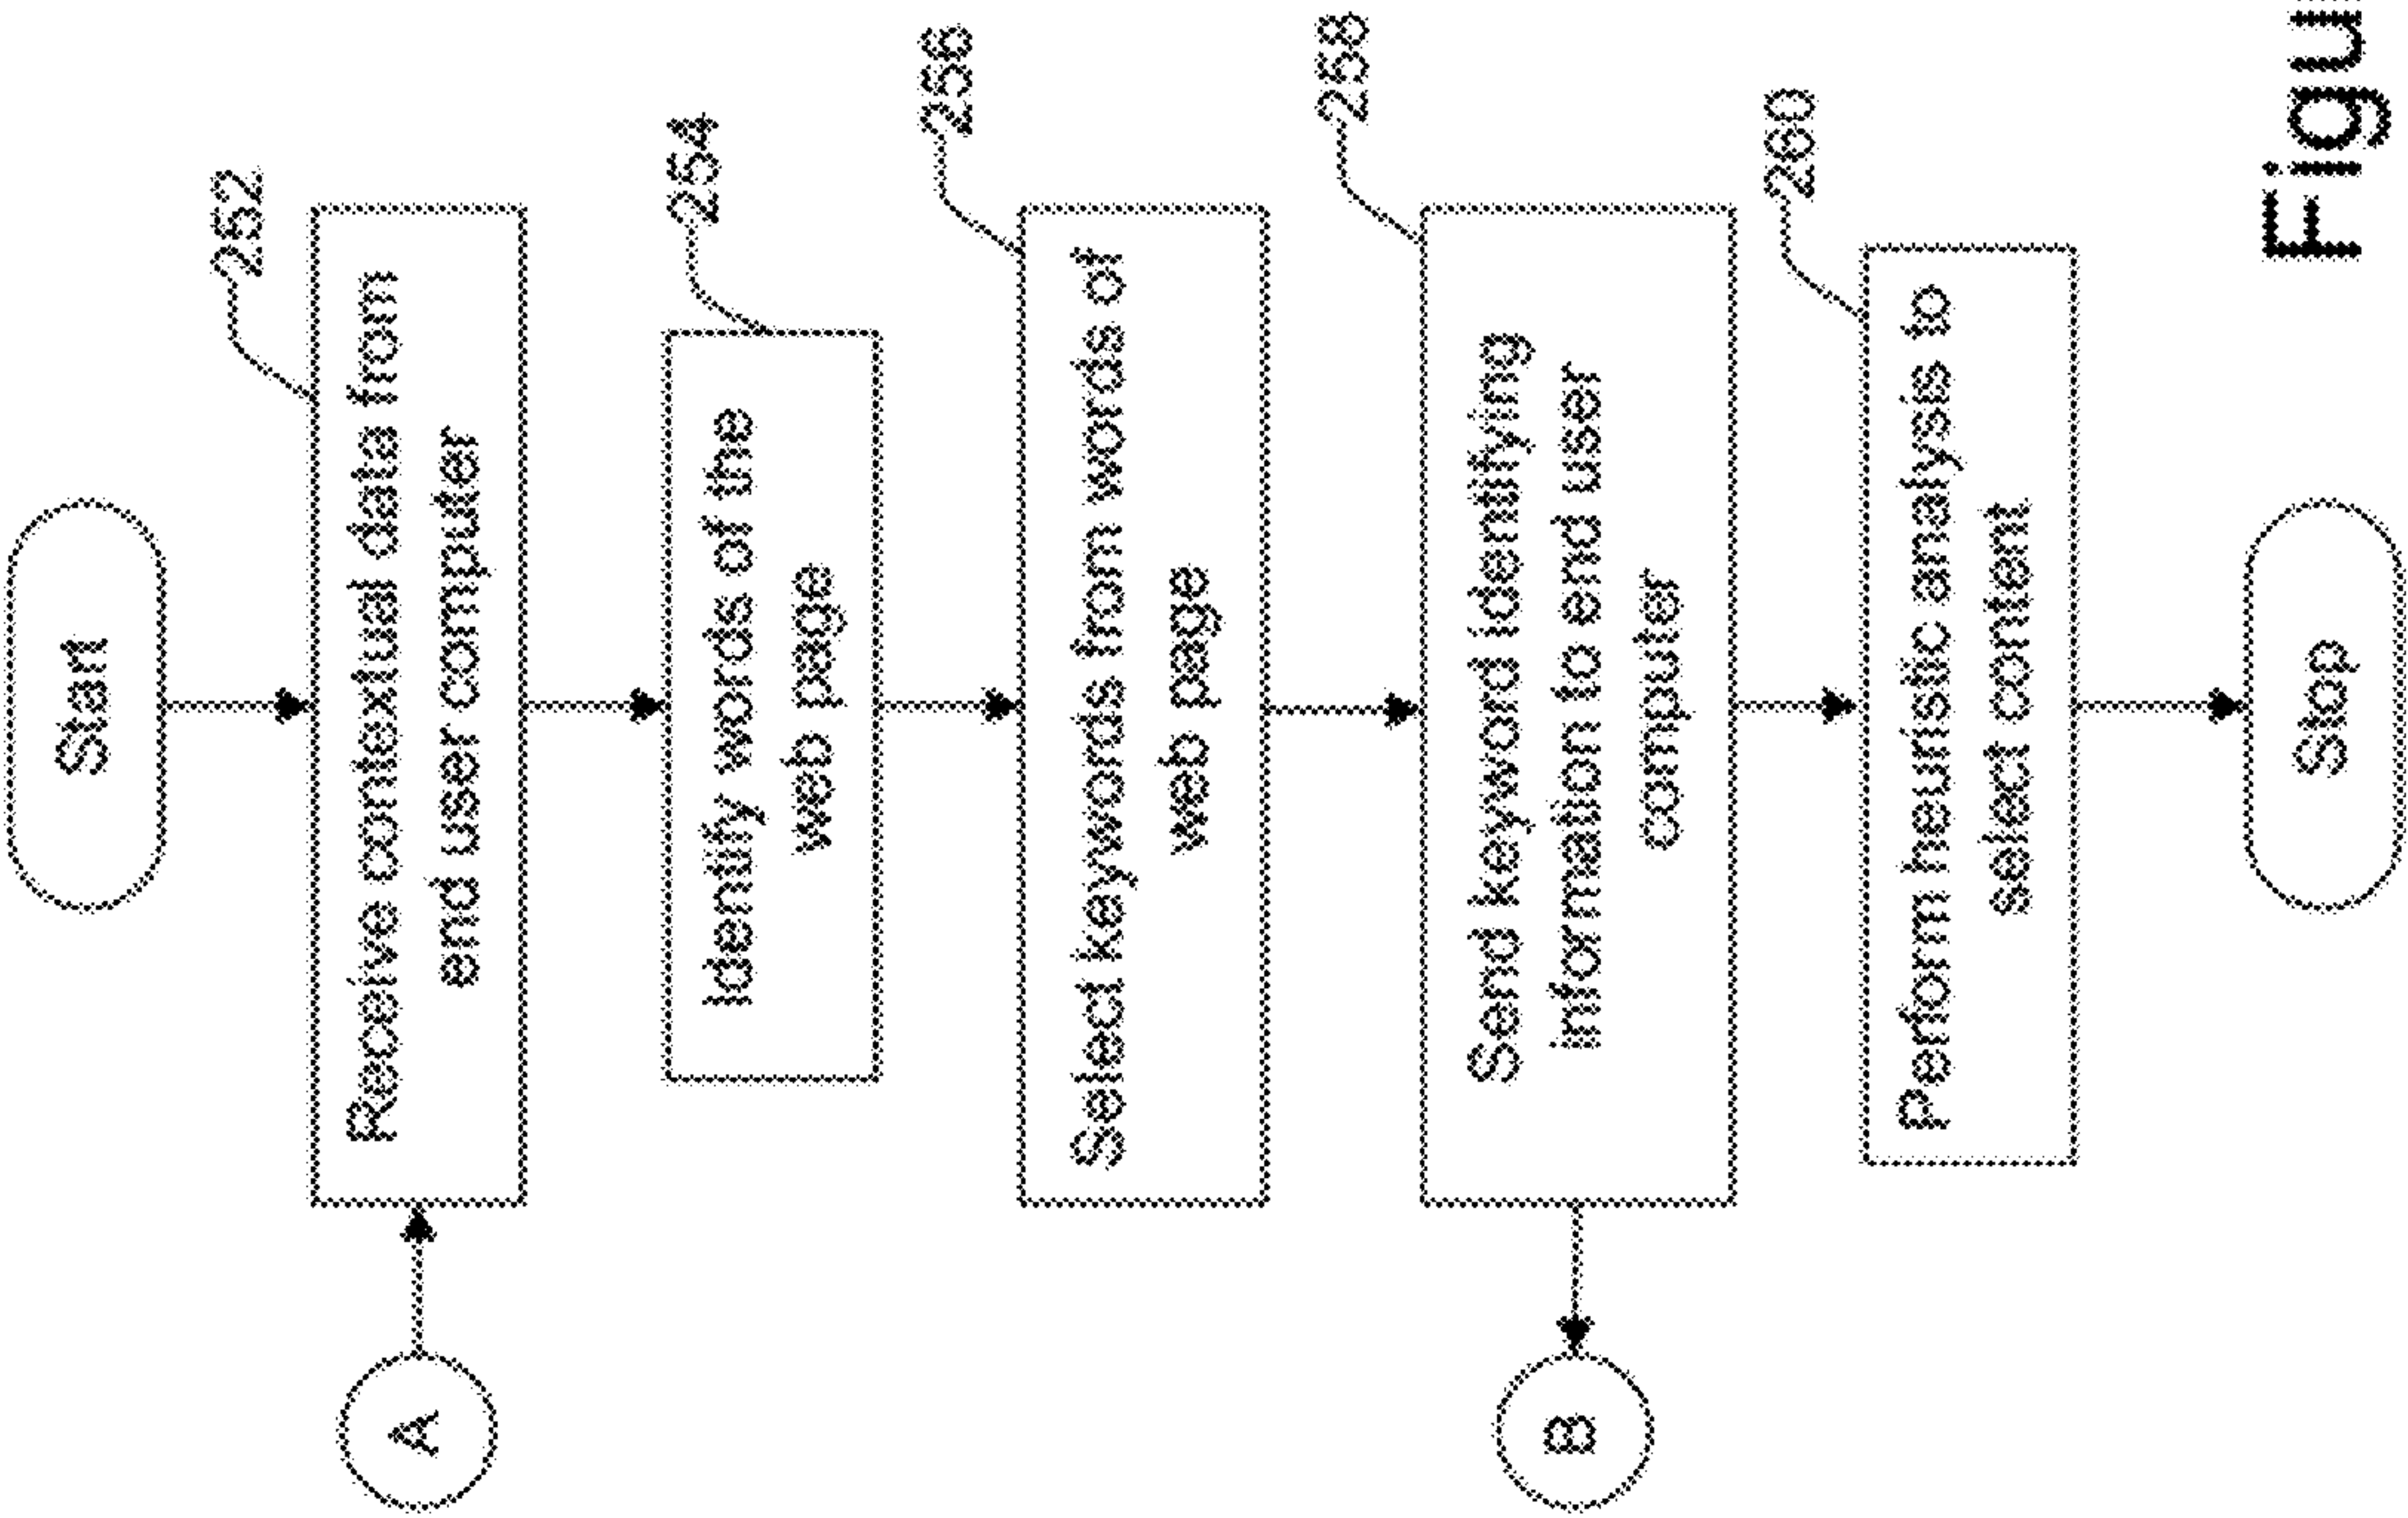 Start
252
Receive contextual data from
end user computer
A
254
Identify words of the
web page
256
Select keywords from words of
web page
258
Send keyword identifying
information to end user
computer
B
260
Perform heuristic analysis to
select content
Stop
Figu